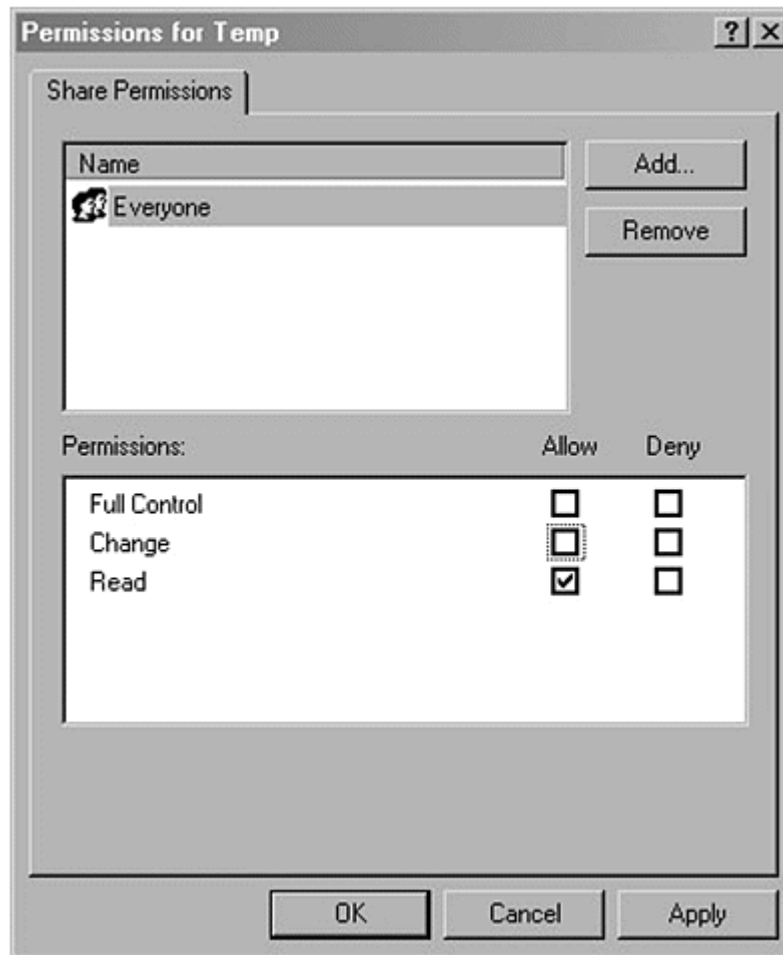 Permissions for Temp
Share Permissions
Name
Add...
Everyone
Remove
Permissions: Allow Deny
Full Control
Change
Read
OK Cancel Apply